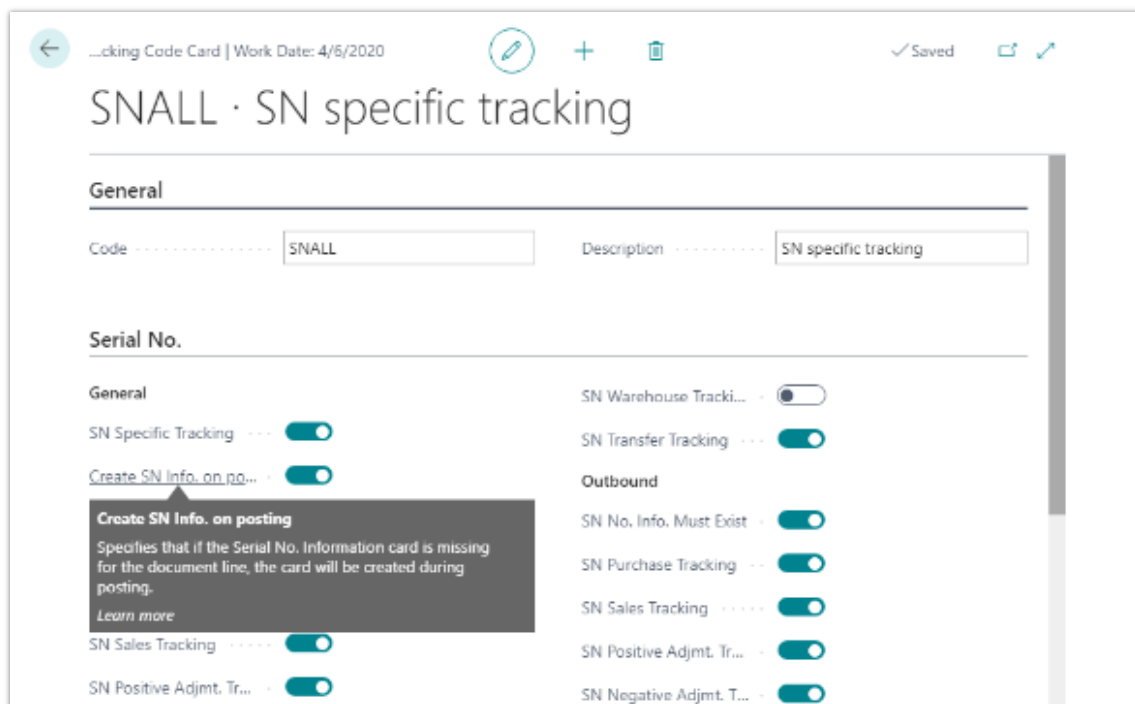 ...cking Code Card | Work Date: 4/6/2020
Saved
SNALL · SN specific tracking
General
Code
SNALL
Description
SN specific tracking
Serial No.
General
SN Specific Tracking
Create SN Info. on po...
Create SN Info. on posting
Specifies that if the Serial No. Information card is missing
for the document line, the card will be created during
posting.
Learn more
SN Sales Tracking
SN Positive Adjmt. Tr...
SN Warehouse Tracki...
SN Transfer Tracking
Outbound
SN No. Info. Must Exist
SN Purchase Tracking
SN Sales Tracking
SN Positive Adjmt. Tr...
SN Negative Adjmt. T...